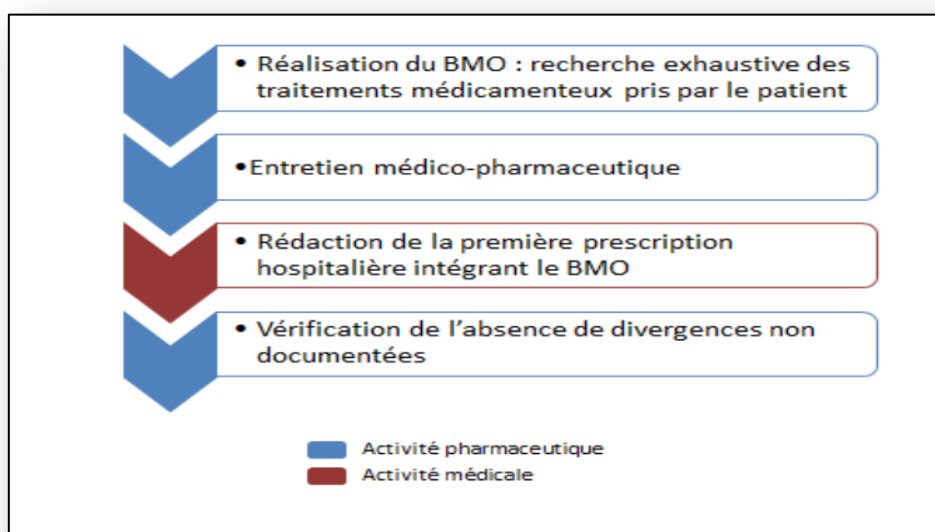 • Réalisation du BMO : recherche exhaustive des
traitements médicamenteux pris par le patient
•Entretien médico-pharmaceutique
• Rédaction de la première prescription
hospitalière intégrant le BMO
• Vérification de l’absence de divergences non
documentées
Activité pharmaceutique
Activité médicale